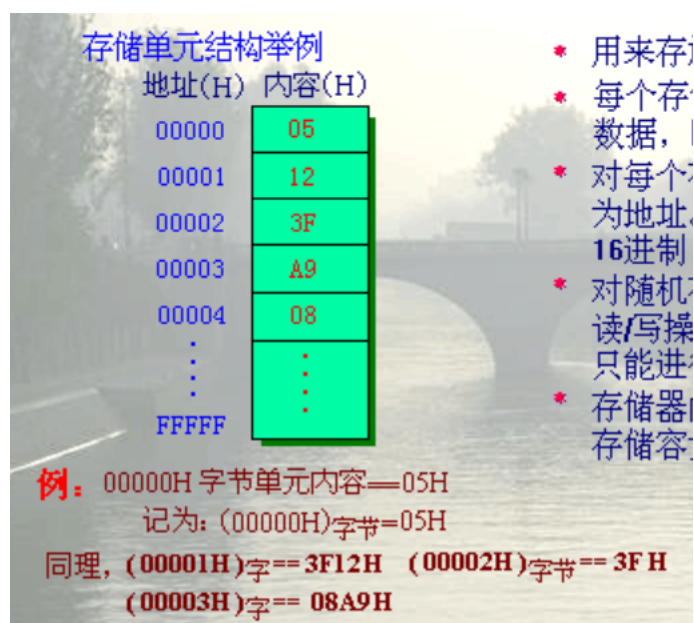 存储单元结构举例
地址(H) 内容(H)
00000 05
00001 12
00002 3F
00003 A9
00004 08
FFFFF
* 用来存
* 每个存
数据,
* 对每个
为地址
16进制
* 对随机
读/写操
只能进
* 存储器
存储容
例：00000H 字节单元内容==05H
记为: (00000H)字节=05H
同理, (00001H)字== 3F12H (00002H)字节== 3F H
(00003H)字== 08A9H